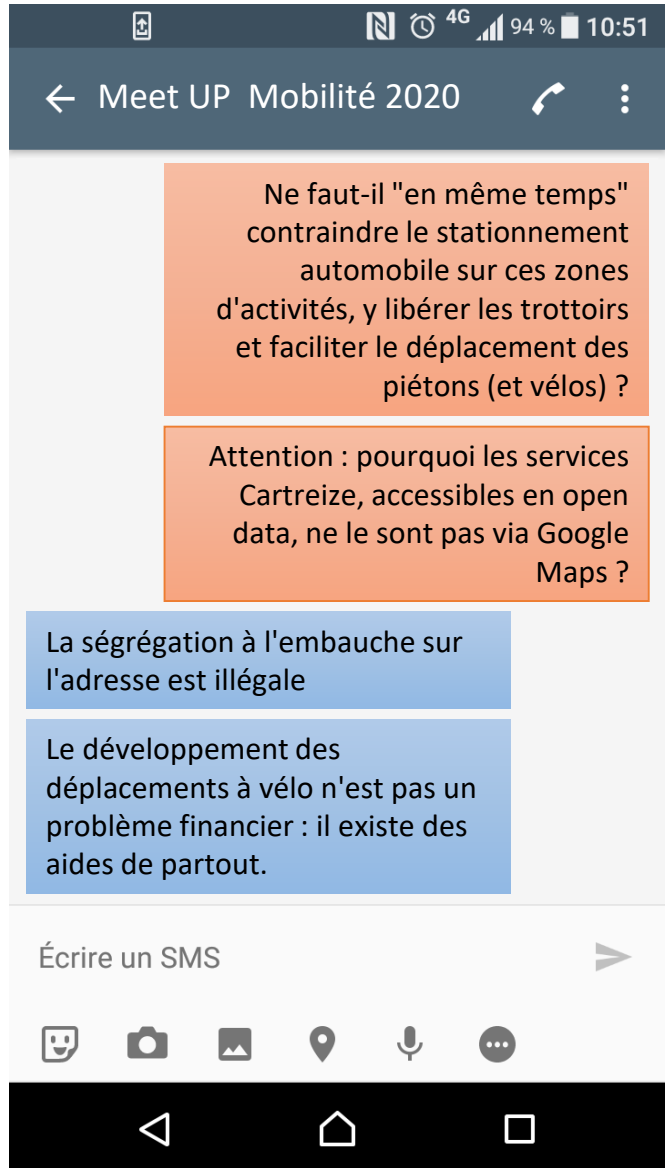 4G 94 % 10:51
Meet UP Mobilité 2020
Ne faut-il "en même temps"
contraindre le stationnement
automobile sur ces zones
d'activités, y libérer les trottoirs
et faciliter le déplacement des
piétons (et vélos) ?
Attention : pourquoi les services
Cartreize, accessibles en open
data, ne le sont pas via Google
Maps ?
La ségrégation à l'embauche sur
l'adresse est illégale
Le développement des
déplacements à vélo n'est pas un
problème financier : il existe des
aides de partout.
Écrire un SMS